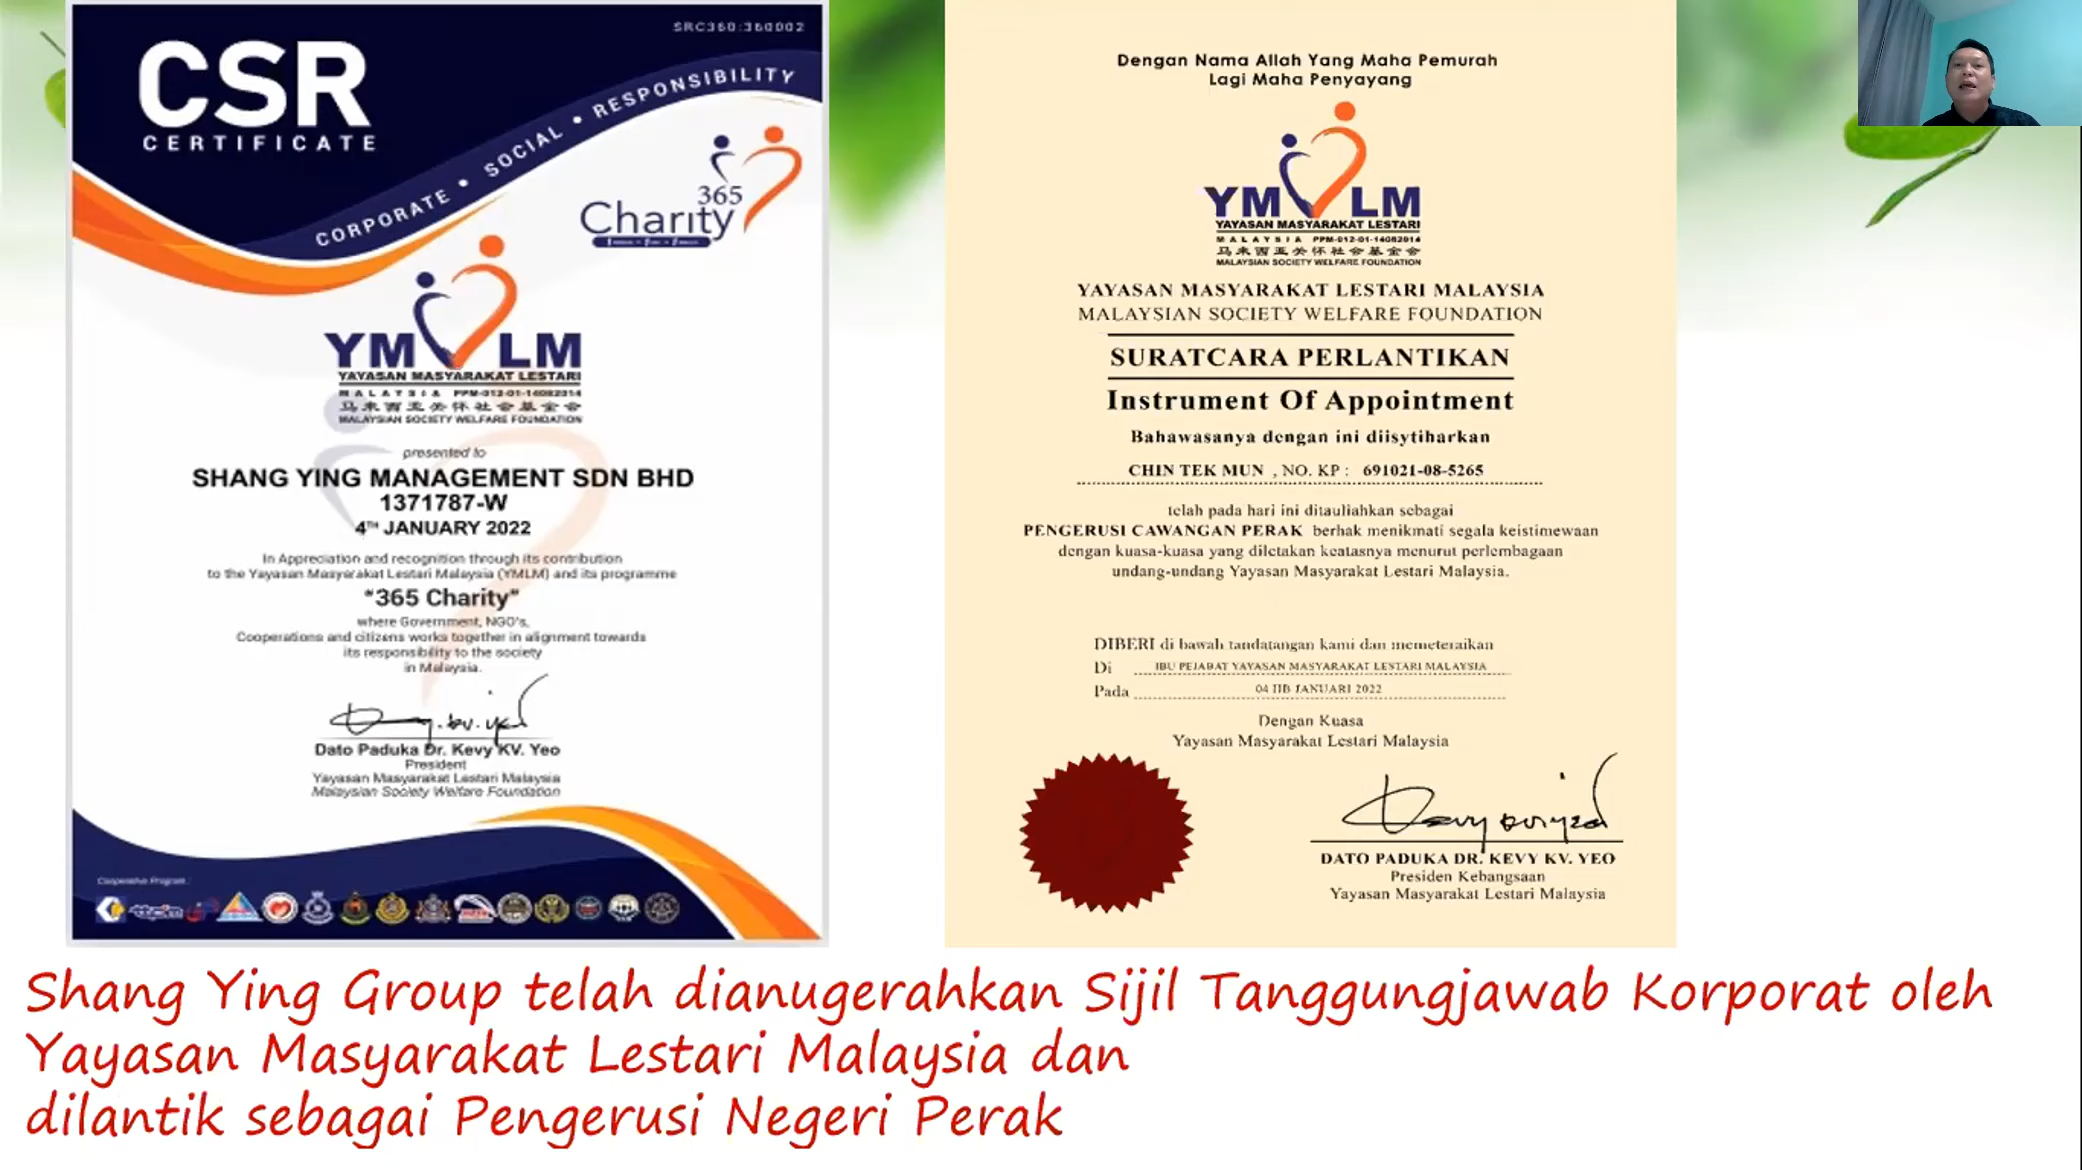 SRC360:360002
CSR
CERTIFICATE
CORPORATE • SOCIAL • RESPONSIBILITY
365
Charity
YMLM
YAYASAN MASYARAKAT LESTARI
MALAYSIA PPM-012-01-14082014
马来西亚关怀社会基金会
MALAYSIAN SOCIETY WELFARE FOUNDATION
presented to
SHANG YING MANAGEMENT SDN BHD
1371787-W
4TH JANUARY 2022
In Appreciation and recognition through its contribution
to the Yayasan Masyarakat Lestari Malaysia (YMLM) and its programme
"365 Charity"
where Government, NGO's,
Cooperations and citizens works together in alignment towards
its responsibility to the society
in Malaysia.
Dato Paduka Dr. Kevy KV. Yeo
President
Yayasan Masyarakat Lestari Malaysia
Malaysian Society Welfare Foundation
Cooperative Program :
Dengan Nama Allah Yang Maha Pemurah
Lagi Maha Penyayang
YMLM
YAYASAN MASYARAKAT LESTARI
MALAYSIA PPM-012-01-14082014
马来西亚关怀社会基金会
MALAYSIAN SOCIETY WELFARE FOUNDATION
YAYASAN MASYARAKAT LESTARI MALAYSIA
MALAYSIAN SOCIETY WELFARE FOUNDATION
SURATCARA PERLANTIKAN
Instrument Of Appointment
Bahawasanya dengan ini diisytiharkan
CHIN TEK MUN , NO. KP : 691021-08-5265
telah pada hari ini ditauliahkan sebagai
PENGERUSI CAWANGAN PERAK berhak menikmati segala keistimewaan
dengan kuasa-kuasa yang diletakan keatasnya menurut perlembagaan
undang-undang Yayasan Masyarakat Lestari Malaysia.
DIBERI di bawah tandatangan kami dan memeteraikan
Di IBU PEJABAT YAYASAN MASYARAKAT LESTARI MALAYSIA
Pada 04 HB JANUARI 2022
Dengan Kuasa
Yayasan Masyarakat Lestari Malaysia
DATO PADUKA DR. KEVY KV. YEO
Presiden Kebangsaan
Yayasan Masyarakat Lestari Malaysia
Shang Ying Group telah dianugerahkan Sijil Tanggungjawab Korporat oleh
Yayasan Masyarakat Lestari Malaysia dan
dilantik sebagai Pengerusi Negeri Perak